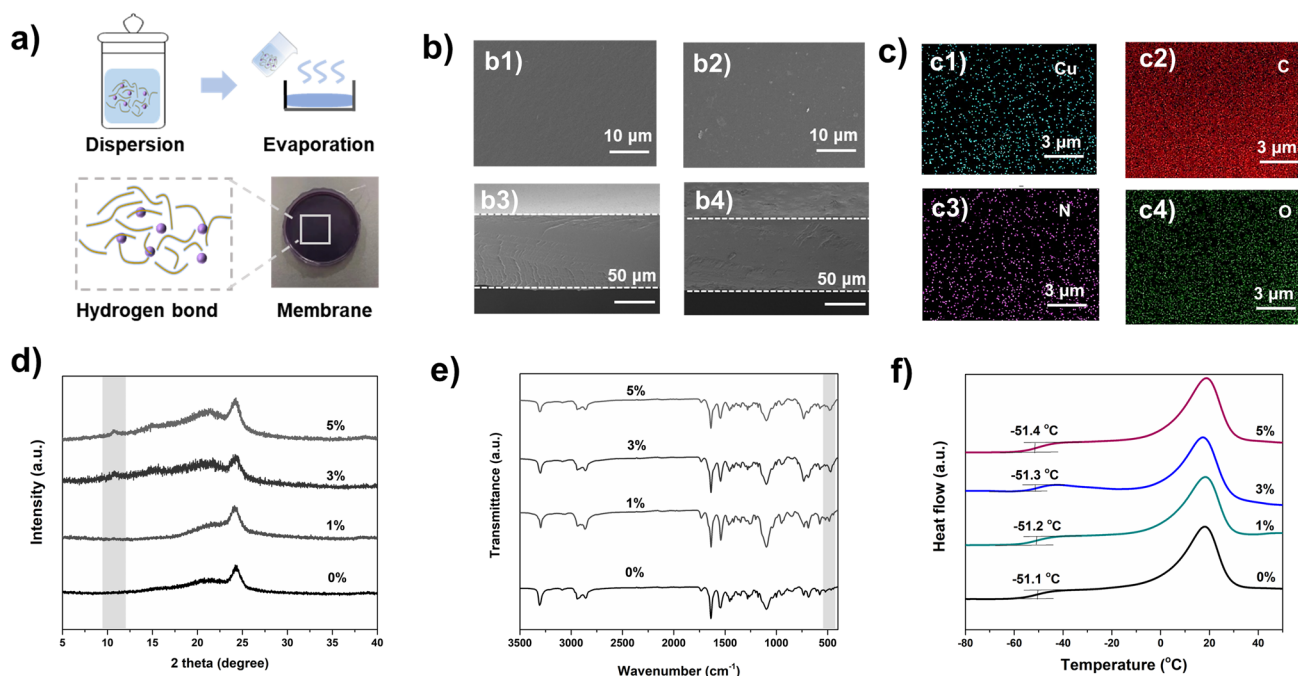 a)
Dispersion
Evaporation
Hydrogen bond
Membrane
b)
b1)
10 µm
b2)
10 µm
b3)
50 µm
b4)
50 µm
c)
c1)
Cu
3 µm
c2)
C
3 µm
c3)
N
3 µm
c4)
O
3 µm
d)
Intensity (a.u.)
5%
3%
1%
0%
5 10 15 20 25 30 35 40
2 theta (degree)
e)
Transmittance (a.u.)
5%
3%
1%
0%
3500 3000 2500 2000 1500 1000 500
Wavenumber (cm⁻¹)
f)
Heat flow (a.u.)
-51.4 °C
5%
-51.3 °C
3%
-51.2 °C
1%
-51.1 °C
0%
-80 -60 -40 -20 0 20 40
Temperature (°C)